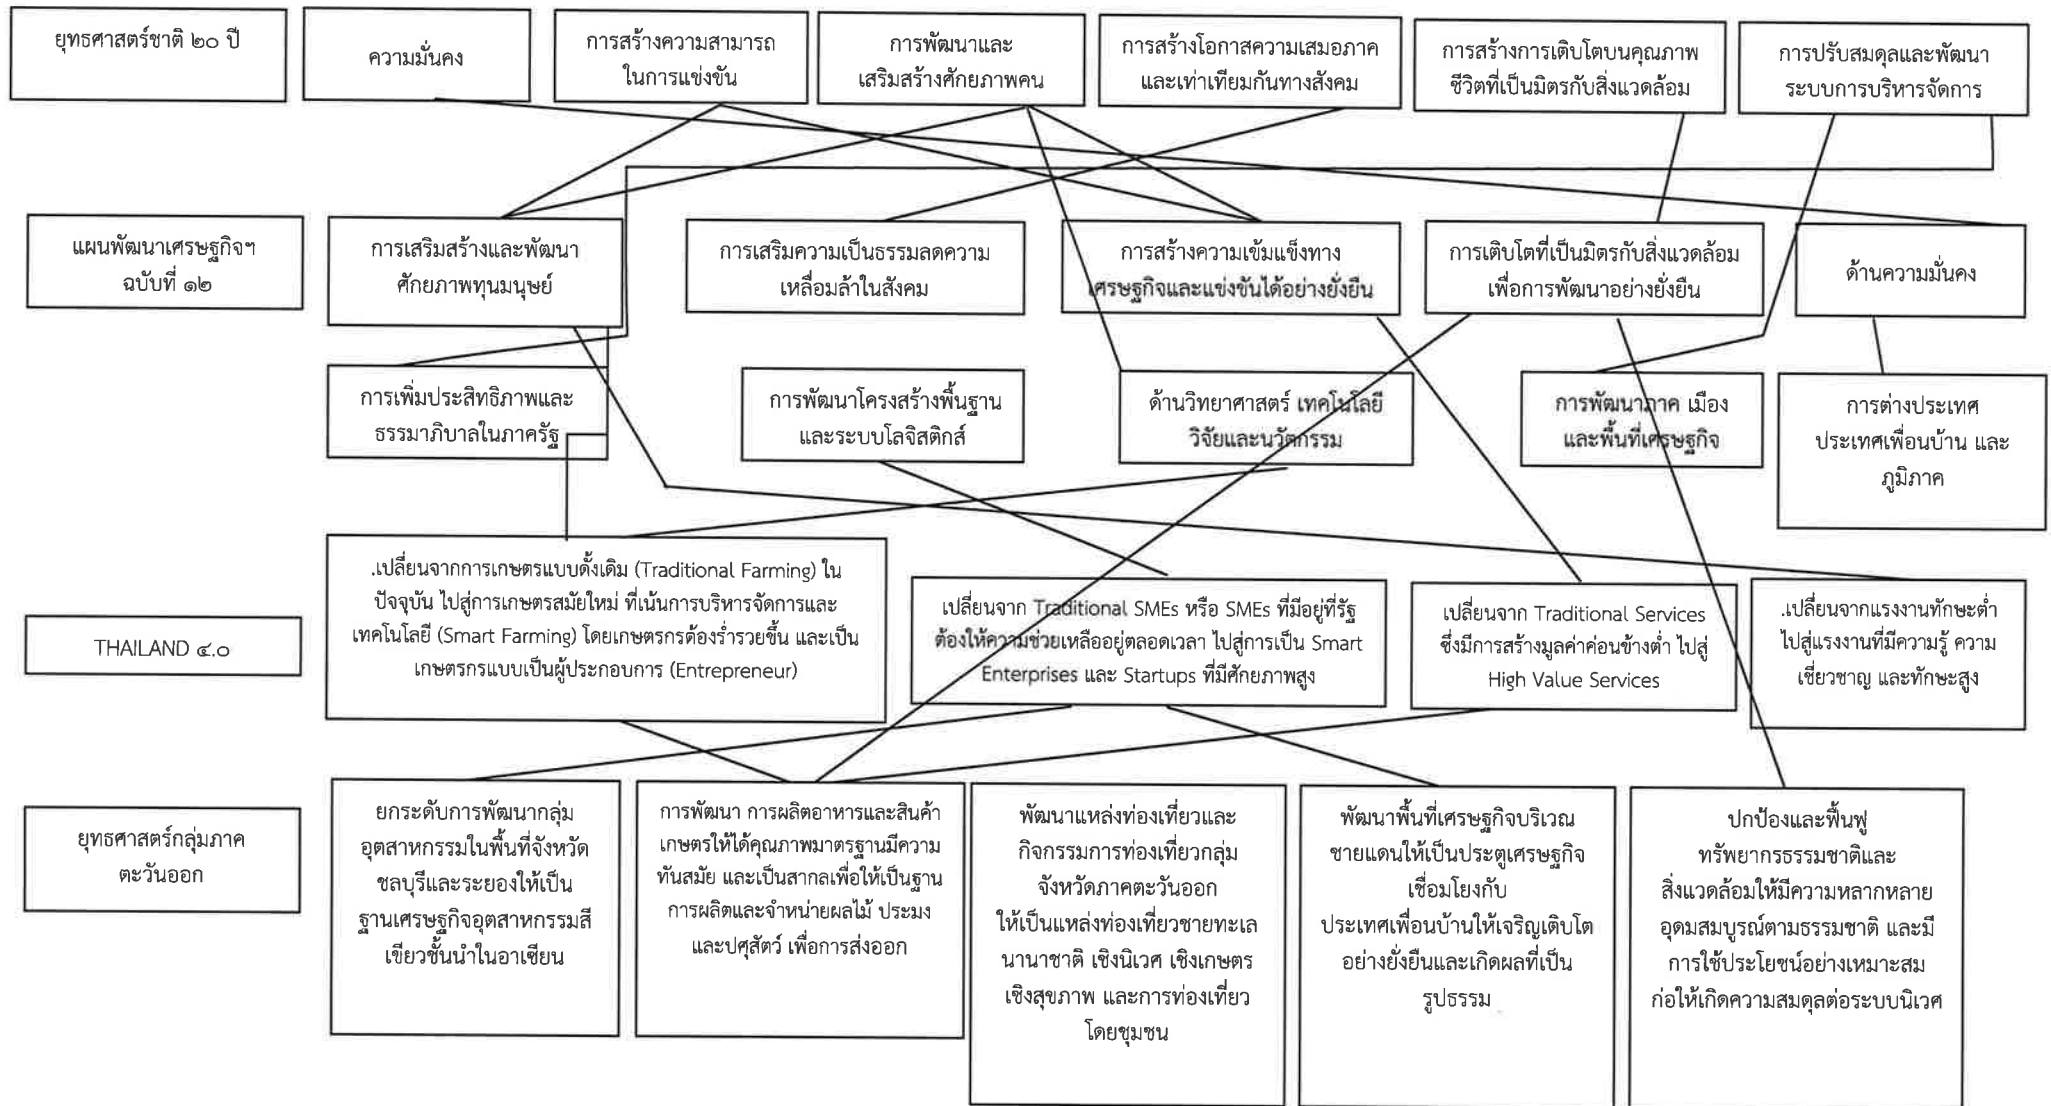 ยุทธศาสตร์ชาติ ๒๐ ปี
ความมั่นคง
การสร้างความสามารถ
ในการแข่งขัน
การพัฒนาและ
เสริมสร้างศักยภาพคน
การสร้างโอกาสความเสมอภาค
และเท่าเทียมกันทางสังคม
การสร้างการเติบโตบนคุณภาพ
ชีวิตที่เป็นมิตรกับสิ่งแวดล้อม
การปรับสมดุลและพัฒนา
ระบบการบริหารจัดการ
แผนพัฒนาเศรษฐกิจฯ
ฉบับที่ ๑๒
การเสริมสร้างและพัฒนา
ศักยภาพทุนมนุษย์
การเสริมความเป็นธรรมลดความ
เหลื่อมล้ำในสังคม
การสร้างความเข้มแข็งทาง
เศรษฐกิจและแข่งขันได้อย่างยั่งยืน
การเติบโตที่เป็นมิตรกับสิ่งแวดล้อม
เพื่อการพัฒนาอย่างยั่งยืน
ด้านความมั่นคง
การเพิ่มประสิทธิภาพและ
ธรรมาภิบาลในภาครัฐ
การพัฒนาโครงสร้างพื้นฐาน
และระบบโลจิสติกส์
ด้านวิทยาศาสตร์ เทคโนโลยี
วิจัยและนวัตกรรม
การพัฒนาภาค เมือง
และพื้นที่เศรษฐกิจ
การต่างประเทศ
ประเทศเพื่อนบ้าน และ
ภูมิภาค
THAILAND ๔.๐
.เปลี่ยนจากการเกษตรแบบดั้งเดิม (Traditional Farming) ใน
ปัจจุบัน ไปสู่การเกษตรสมัยใหม่ ที่เน้นการบริหารจัดการและ
เทคโนโลยี (Smart Farming) โดยเกษตรกรต้องร่ำรวยขึ้น และเป็น
เกษตรกรแบบเป็นผู้ประกอบการ (Entrepreneur)
เปลี่ยนจาก Traditional SMEs หรือ SMEs ที่มีอยู่ที่รัฐ
ต้องให้ความช่วยเหลืออยู่ตลอดเวลา ไปสู่การเป็น Smart
Enterprises และ Startups ที่มีศักยภาพสูง
เปลี่ยนจาก Traditional Services
ซึ่งมีการสร้างมูลค่าค่อนข้างต่ำ ไปสู่
High Value Services
.เปลี่ยนจากแรงงานทักษะต่ำ
ไปสู่แรงงานที่มีความรู้ ความ
เชี่ยวชาญ และทักษะสูง
ยุทธศาสตร์กลุ่มภาค
ตะวันออก
ยกระดับการพัฒนากลุ่ม
อุตสาหกรรมในพื้นที่จังหวัด
ชลบุรีและระยองให้เป็น
ฐานเศรษฐกิจอุตสาหกรรมสี
เขียวชั้นนำในอาเซียน
การพัฒนา การผลิตอาหารและสินค้า
เกษตรให้ได้คุณภาพมาตรฐานมีความ
ทันสมัย และเป็นสากลเพื่อให้เป็นฐาน
การผลิตและจำหน่ายผลไม้ ประมง
และปศุสัตว์ เพื่อการส่งออก
พัฒนาแหล่งท่องเที่ยวและ
กิจกรรมการท่องเที่ยวกลุ่ม
จังหวัดภาคตะวันออก
ให้เป็นแหล่งท่องเที่ยวชายทะเล
นานาชาติ เชิงนิเวศ เชิงเกษตร
เชิงสุขภาพ และการท่องเที่ยว
โดยชุมชน
พัฒนาพื้นที่เศรษฐกิจบริเวณ
ชายแดนให้เป็นประตูเศรษฐกิจ
เชื่อมโยงกับ
ประเทศเพื่อนบ้านให้เจริญเติบโต
อย่างยั่งยืนและเกิดผลที่เป็น
รูปธรรม
ปกป้องและฟื้นฟู
ทรัพยากรธรรมชาติและ
สิ่งแวดล้อมให้มีความหลากหลาย
อุดมสมบูรณ์ตามธรรมชาติ และมี
การใช้ประโยชน์อย่างเหมาะสม
ก่อให้เกิดความสมดุลต่อระบบนิเวศ